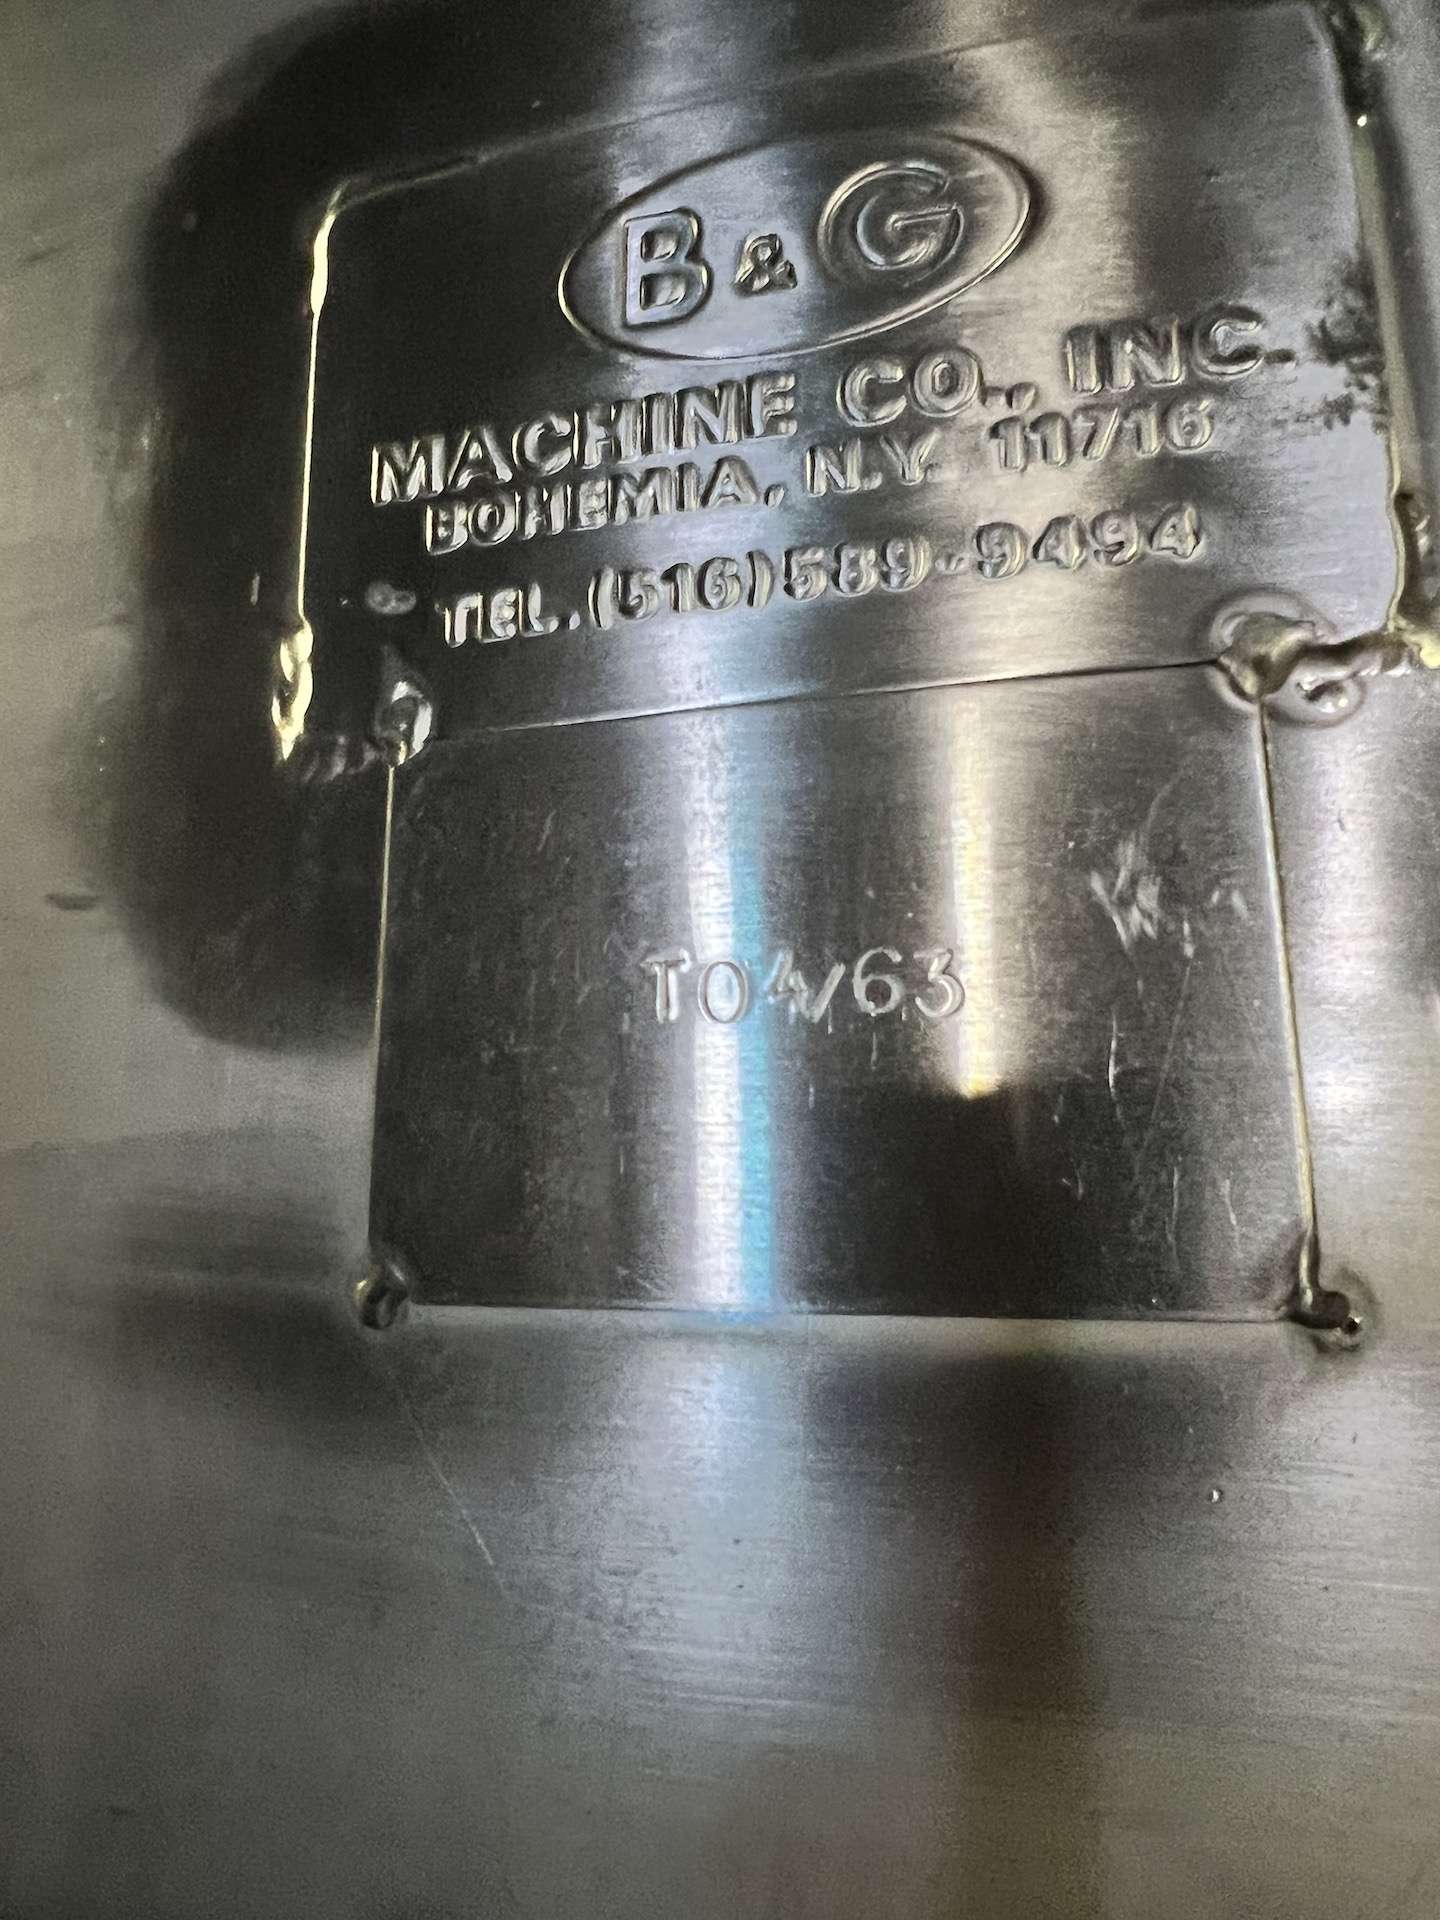 B & G
MACHINE CO., INC.
BOHEMIA, N.Y. 11716
TEL. (516) 589-9494
T04/63